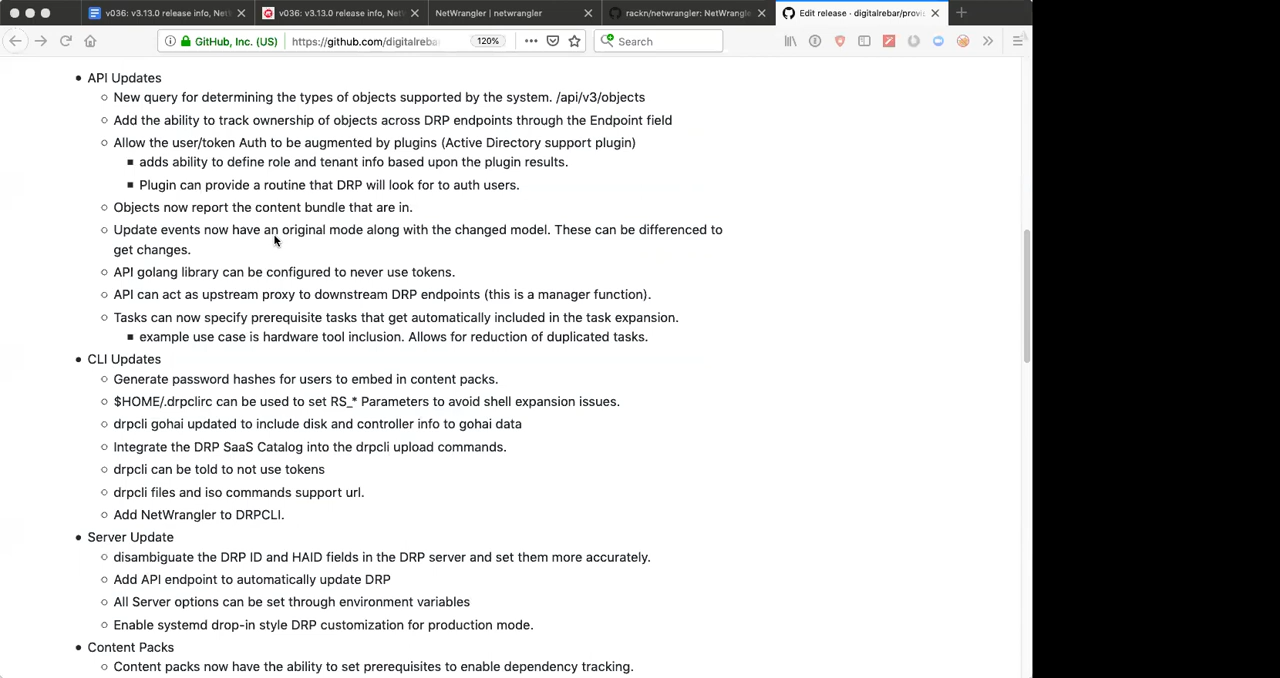 v036: v3.13.0 release info, Net
v036: v3.13.0 release info, Net
NetWrangler | netwrangler
rackn/netwrangler: NetWrangle
Edit release · digitalrebar/provi
GitHub, Inc. (US)
https://github.com/digitalreba
120%
Search
API Updates
New query for determining the types of objects supported by the system. /api/v3/objects
Add the ability to track ownership of objects across DRP endpoints through the Endpoint field
Allow the user/token Auth to be augmented by plugins (Active Directory support plugin)
adds ability to define role and tenant info based upon the plugin results.
Plugin can provide a routine that DRP will look for to auth users.
Objects now report the content bundle that are in.
Update events now have an original mode along with the changed model. These can be differenced to
get changes.
API golang library can be configured to never use tokens.
API can act as upstream proxy to downstream DRP endpoints (this is a manager function).
Tasks can now specify prerequisite tasks that get automatically included in the task expansion.
example use case is hardware tool inclusion. Allows for reduction of duplicated tasks.
CLI Updates
Generate password hashes for users to embed in content packs.
$HOME/.drpclirc can be used to set RS_* Parameters to avoid shell expansion issues.
drpcli gohai updated to include disk and controller info to gohai data
Integrate the DRP SaaS Catalog into the drpcli upload commands.
drpcli can be told to not use tokens
drpcli files and iso commands support url.
Add NetWrangler to DRPCLI.
Server Update
disambiguate the DRP ID and HAID fields in the DRP server and set them more accurately.
Add API endpoint to automatically update DRP
All Server options can be set through environment variables
Enable systemd drop-in style DRP customization for production mode.
Content Packs
Content packs now have the ability to set prerequisites to enable dependency tracking.